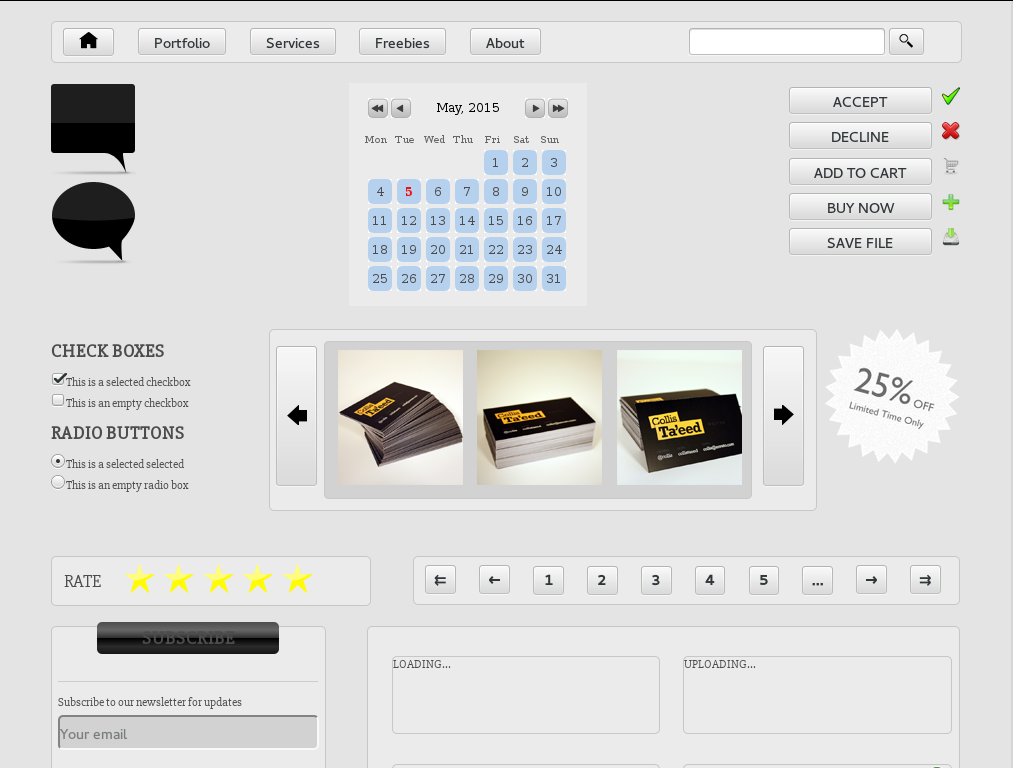 Portfolio Services Freebies About
May, 2015
Mon Tue Wed Thu Fri Sat Sun
1 2 3
4 5 6 7 8 9 10
11 12 13 14 15 16 17
18 19 20 21 22 23 24
25 26 27 28 29 30 31
ACCEPT
DECLINE
ADD TO CART
BUY NOW
SAVE FILE
CHECK BOXES
This is a selected checkbox
This is an empty checkbox
RADIO BUTTONS
This is a selected selected
This is an empty radio box
Collis
Ta'eed
Collis
Ta'eed
Collis
Ta'eed
25% OFF
Limited Time Only
RATE
← 1 2 3 4 5 ... →
SUBSCRIBE
Subscribe to our newsletter for updates
Your email
LOADING...
UPLOADING...